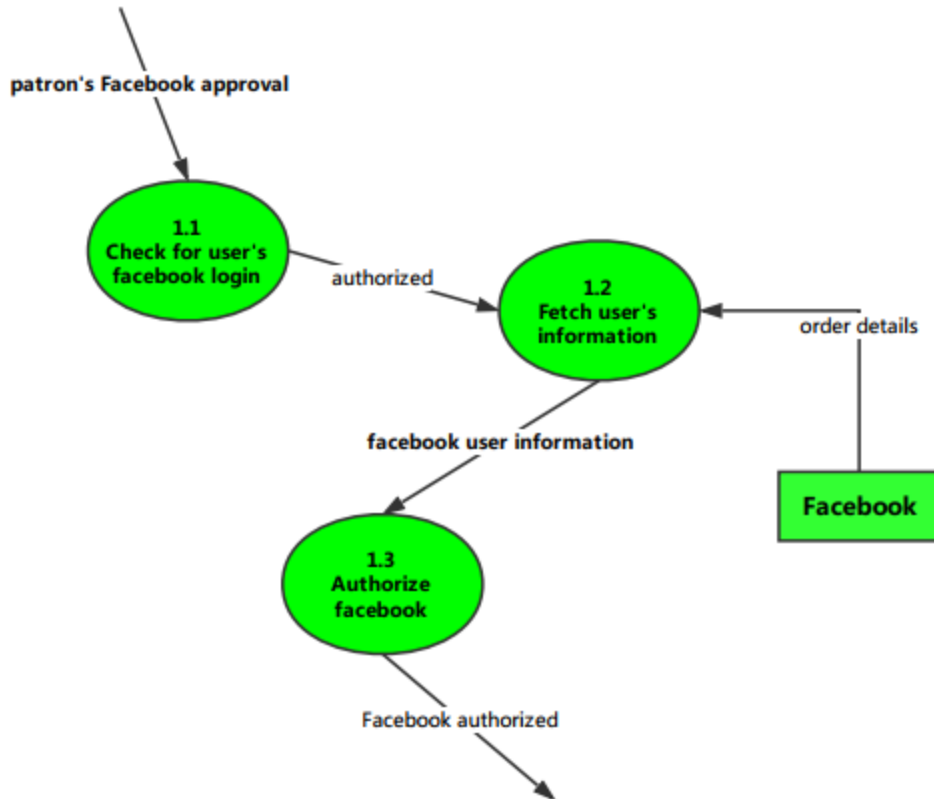 patron's Facebook approval
1.1
Check for user's
facebook login
authorized
1.2
Fetch user's
information
order details
facebook user information
Facebook
1.3
Authorize
facebook
Facebook authorized